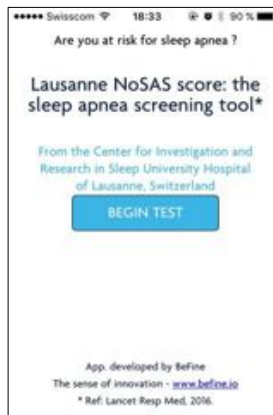 Swisscom 18:33 90 %
Are you at risk for sleep apnea ?
Lausanne NoSAS score: the
sleep apnea screening tool*
From the Center for Investigation and
Research in Sleep University Hospital
of Lausanne, Switzerland
BEGIN TEST
App. developed by BeFine
The sense of innovation - www.befine.io
* Ref: Lancet Resp Med, 2016.